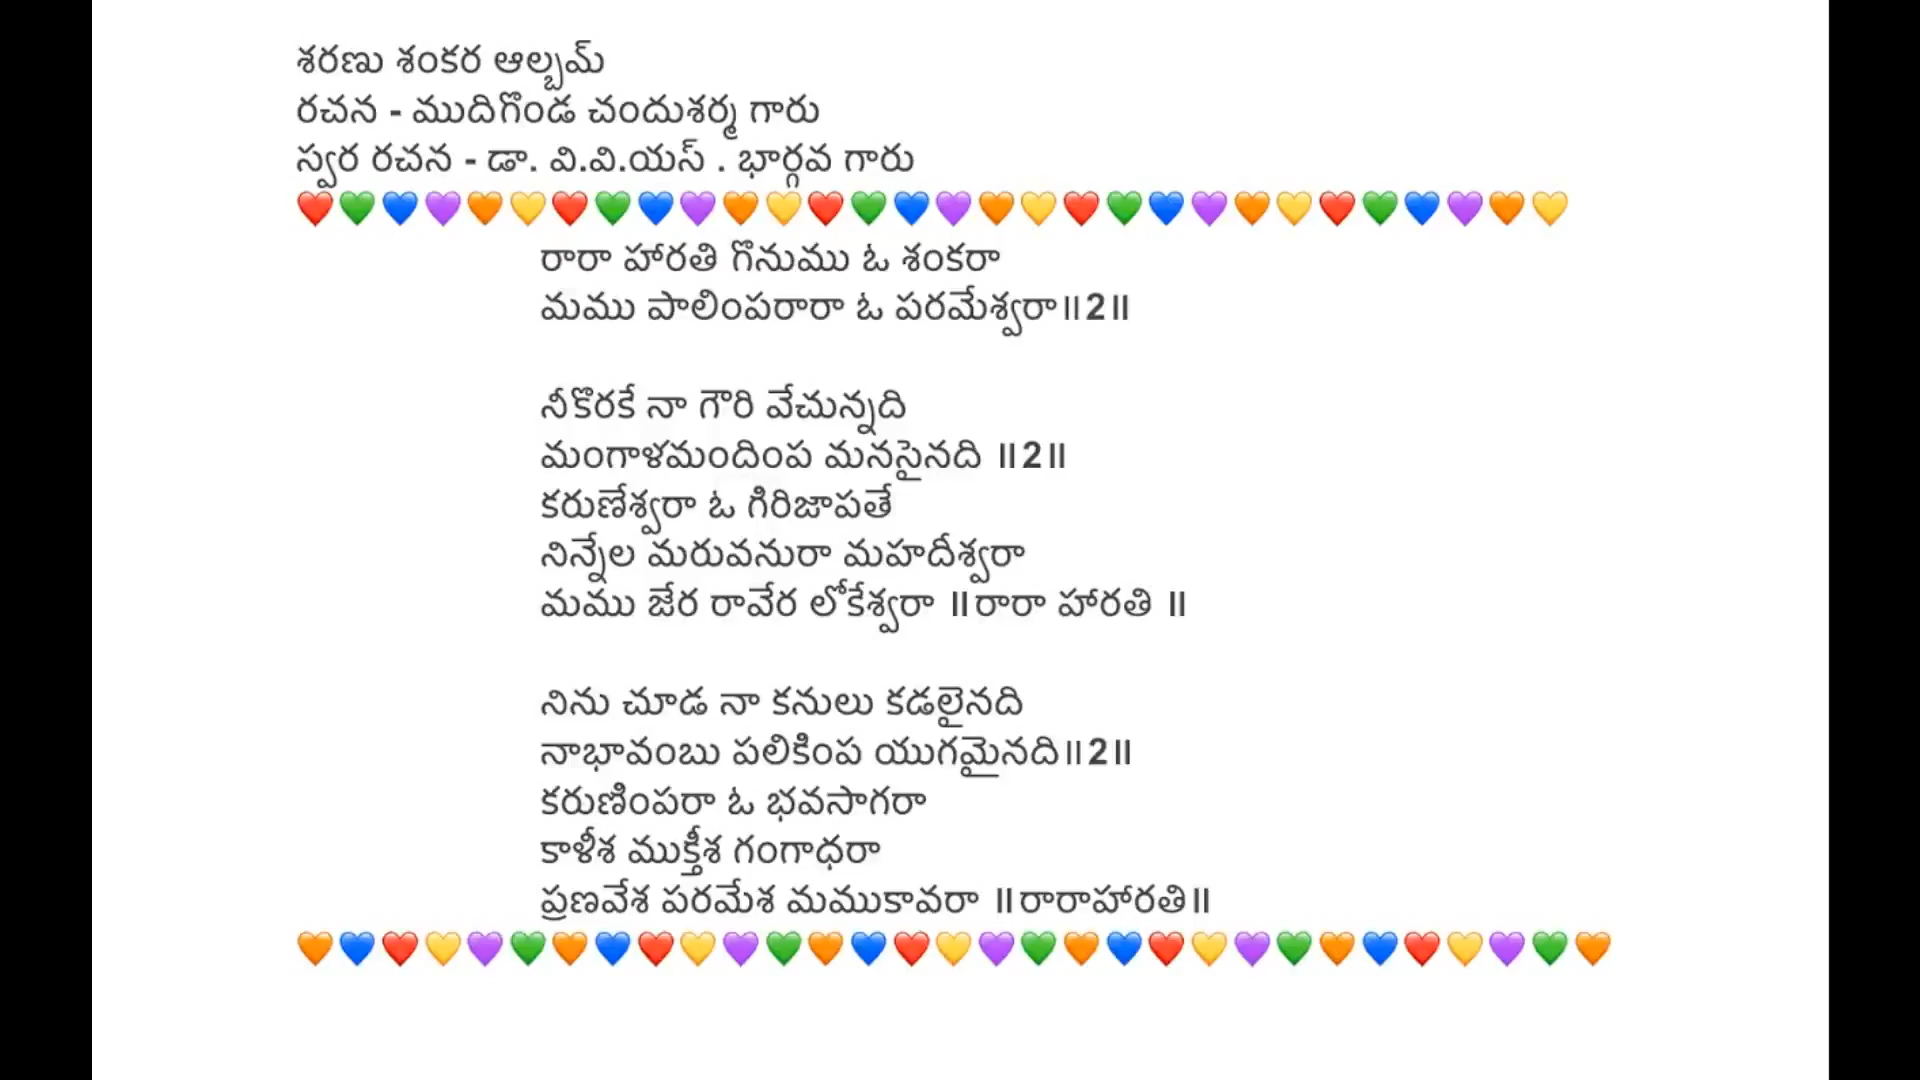 శరణు శంకర ఆల్బమ్
రచన - ముదిగొండ చందుశర్మ గారు
స్వర రచన - డా. వి.వి.యస్ . భార్గవ గారు
❤️💚💙💜🧡💛❤️💚💙💜🧡💛❤️💚💙💜🧡💛❤️💚💙💜🧡💛❤️💚💙💜🧡💛
రారా హారతి గొనుము ఓ శంకరా
మము పాలింపరారా ఓ పరమేశ్వరా॥2॥
నీకొరకే నా గౌరి వేచున్నది
మంగాళమందింప మనసైనది ॥2॥
కరుణేశ్వరా ఓ గిరిజాపతే
నిన్నేల మరువనురా మహదీశ్వరా
మము జేర రావేర లోకేశ్వరా ॥రారా హారతి ॥
నిను చూడ నా కనులు కడలైనది
నాభావంబు పలికింప యుగమైనది॥2॥
కరుణింపరా ఓ భవసాగరా
కాళీశ ముక్తీశ గంగాధరా
ప్రణవేశ పరమేశ మముకావరా ॥రారాహారతి॥
🧡💙❤️💛💜💚🧡💙❤️💛💜💚🧡💙❤️💛💜💚🧡💙❤️💛💜💚🧡💙❤️💛💜💚🧡